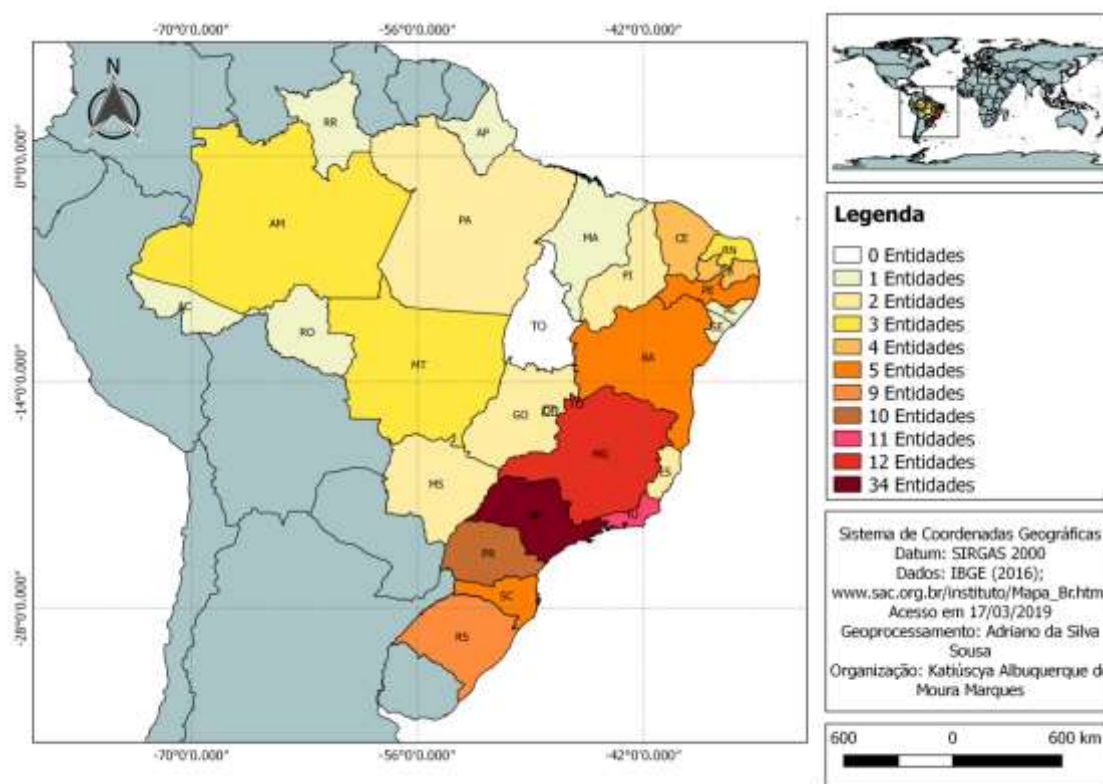 -70°0'0.000"
-56°0'0.000"
-42°0'0.000"
N
0°0'0.000"
-14°0'0.000"
-28°0'0.000"
RR
AP
AM
PA
MA
CE
RN
PI
PE
AC
TO
SE
RO
BA
MT
GO
MG
ES
MS
SP
RJ
PR
SC
RS
-70°0'0.000"
-56°0'0.000"
-42°0'0.000"
Legenda
0 Entidades
1 Entidades
2 Entidades
3 Entidades
4 Entidades
5 Entidades
9 Entidades
10 Entidades
11 Entidades
12 Entidades
34 Entidades
Sistema de Coordenadas Geográficas
Datum: SIRGAS 2000
Dados: IBGE (2016);
www.sac.org.br/instituto/Mapa_Br.htm
Acesso em 17/03/2019
Geoprocessamento: Adriano da Silva
Sousa
Organização: Katiúscya Albuquerque d
Moura Marques
600 0 600 km